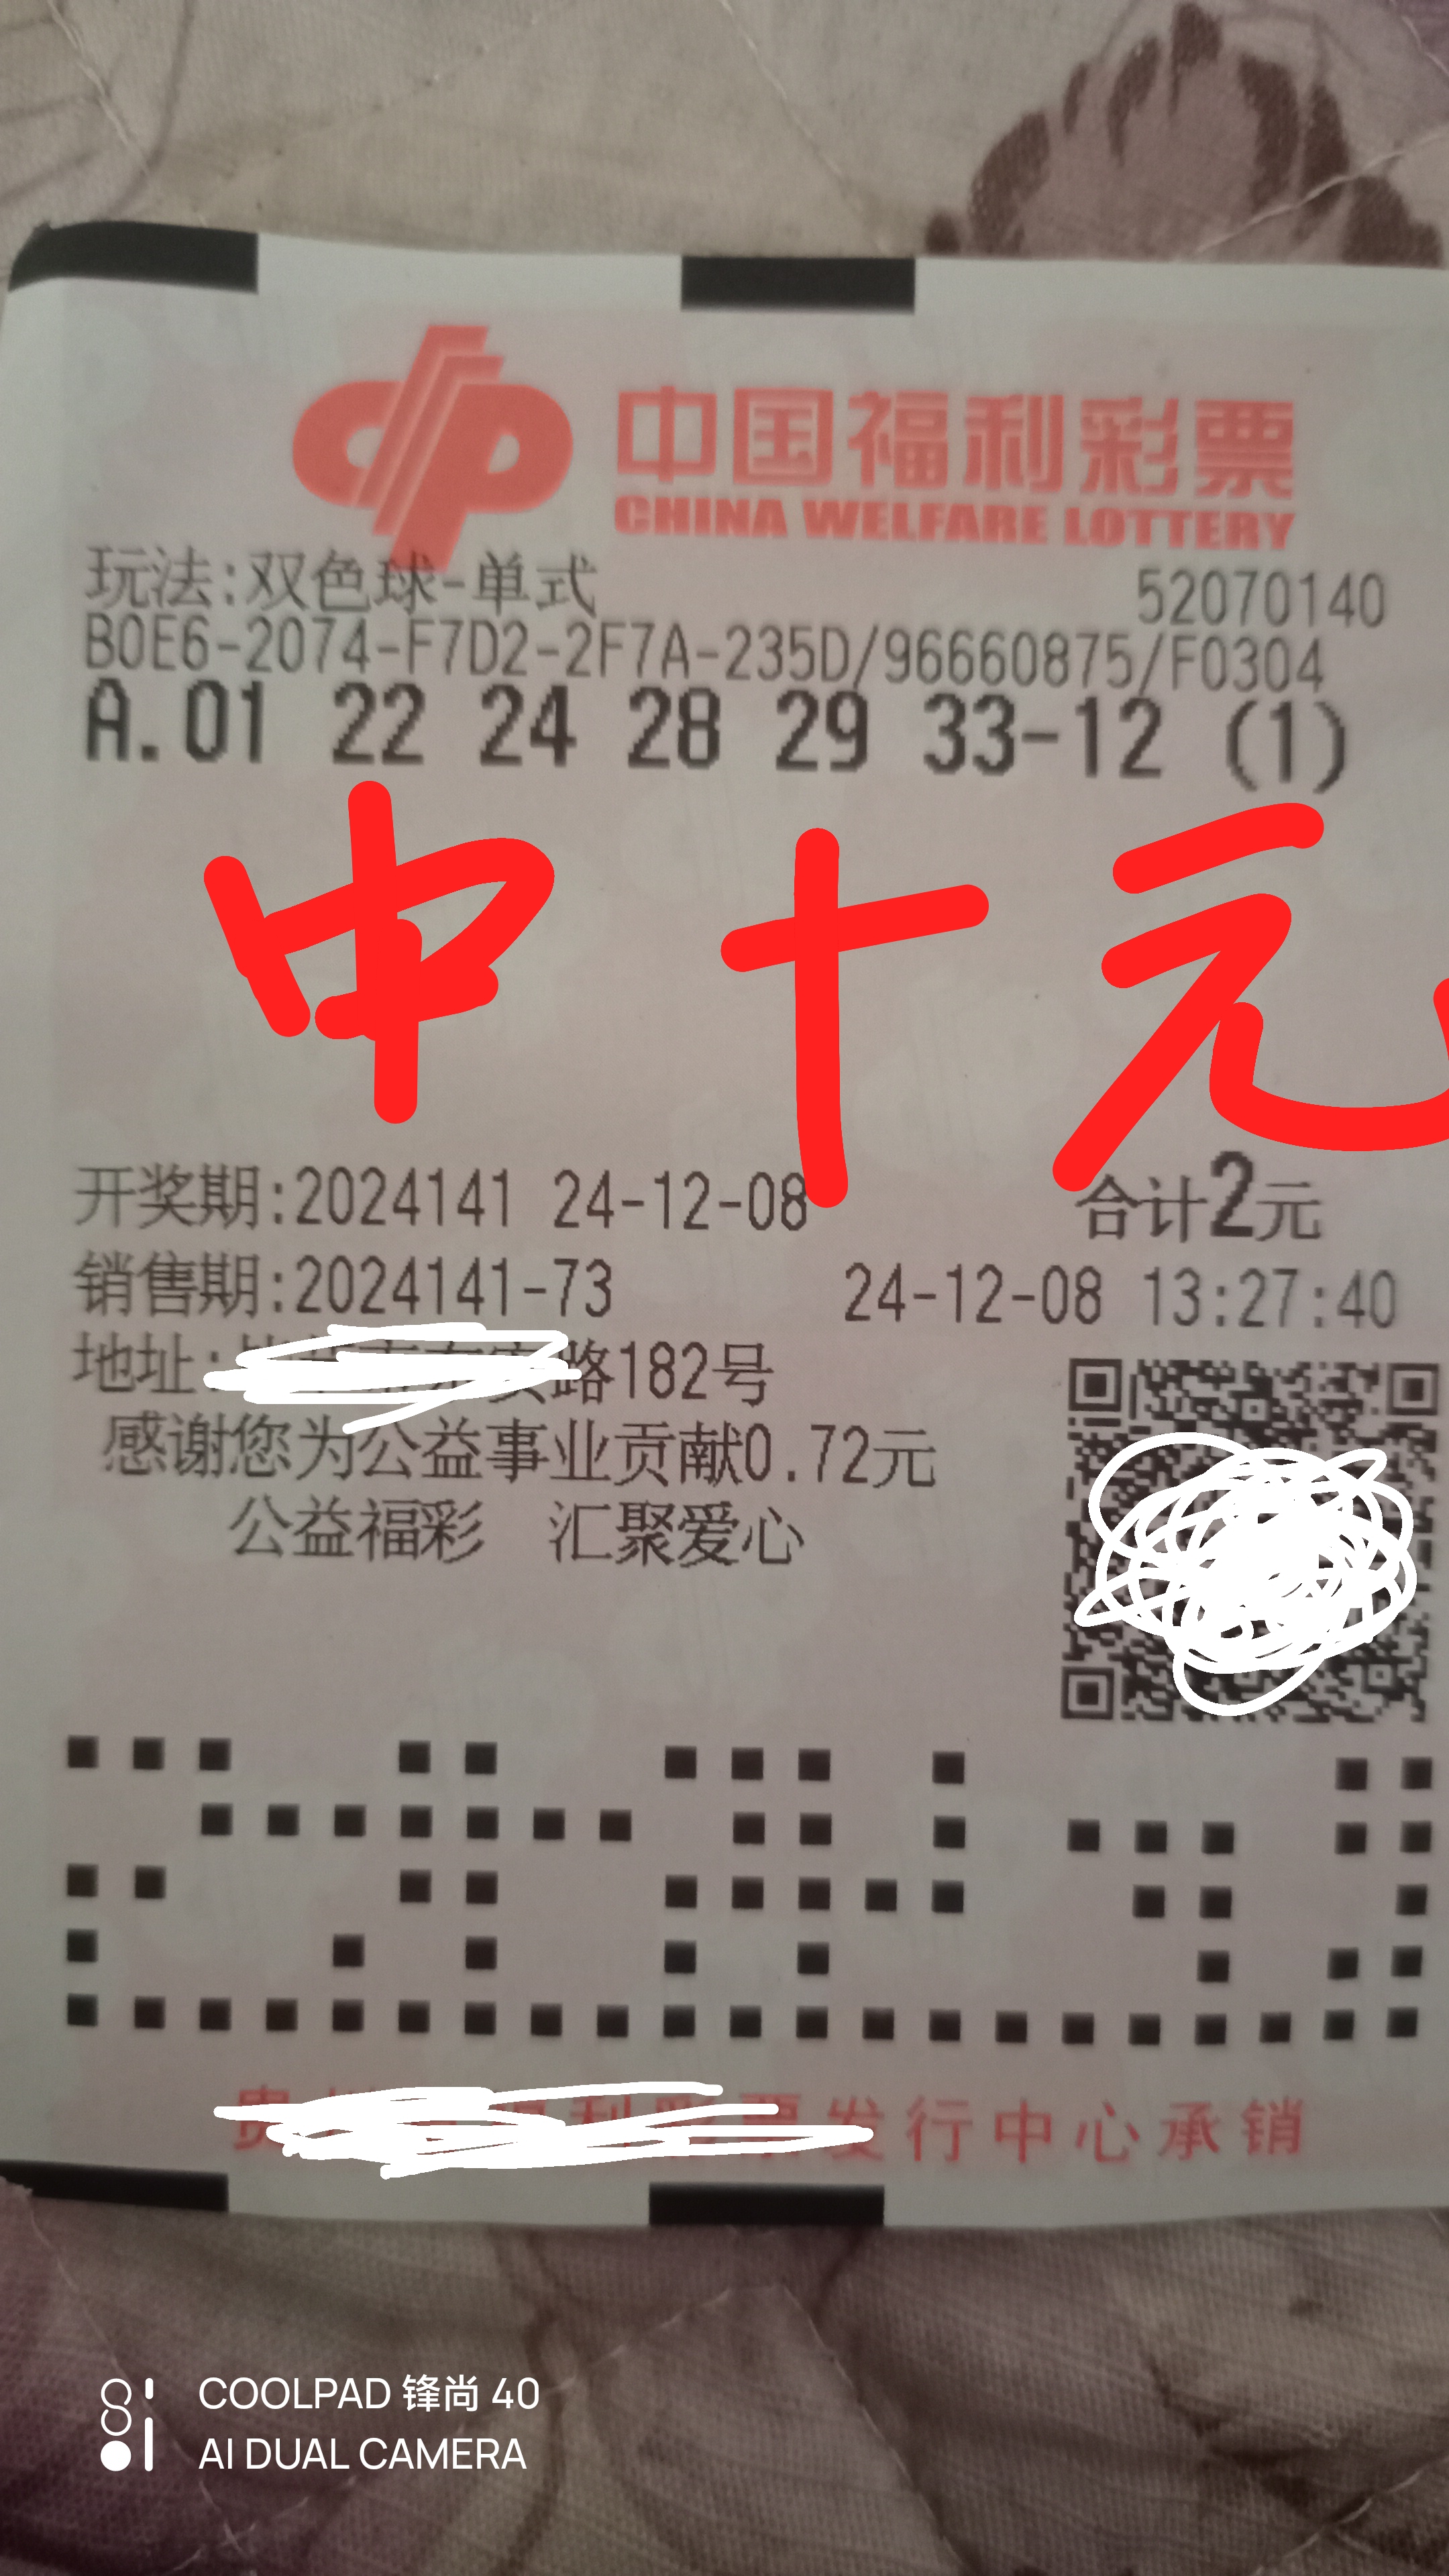 中国福利彩票
CHINA WELFARE LOTTERY
玩法:双色球-单式 52070140
B0E6-2074-F7D2-2F7A-235D/96660875/F0304
A.01 22 24 28 29 33-12 (1)
中十元
开奖期:2024141 24-12-08 合计2元
销售期:2024141-73 24-12-08 13:27:40
地址: 路182号
感谢您为公益事业贡献0.72元
公益福彩 汇聚爱心
发行中心承销
COOLPAD 锋尚 40
AI DUAL CAMERA